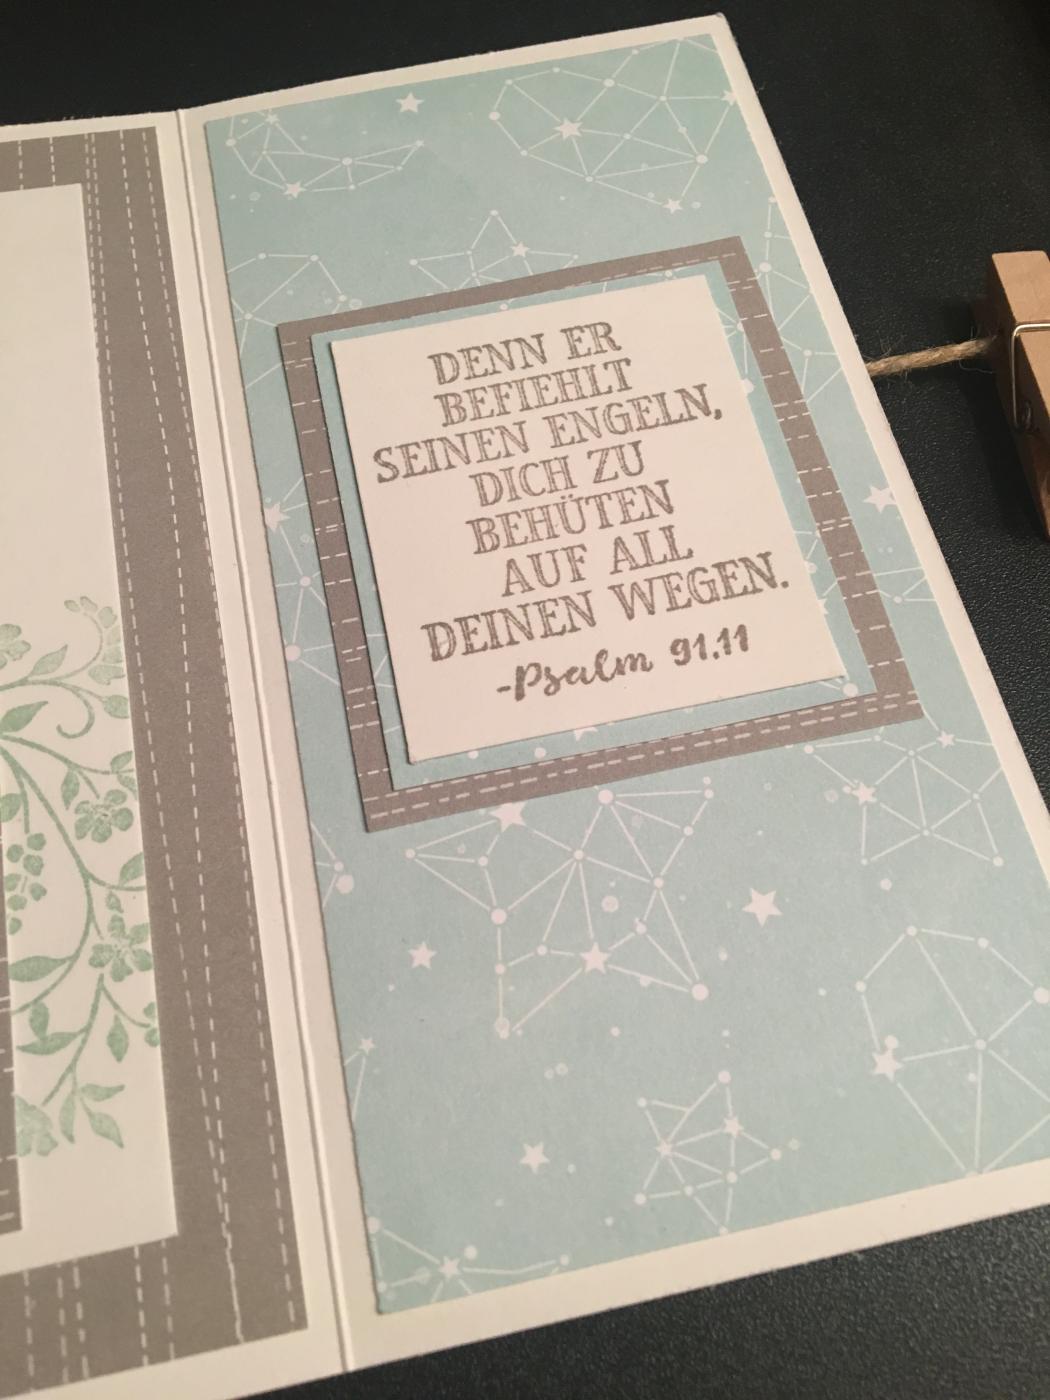 DENN ER
BEFIEHLT
SEINEN ENGELN,
DICH ZU
BEHÜTEN
AUF ALL
DEINEN WEGEN.
-Psalm 91.11